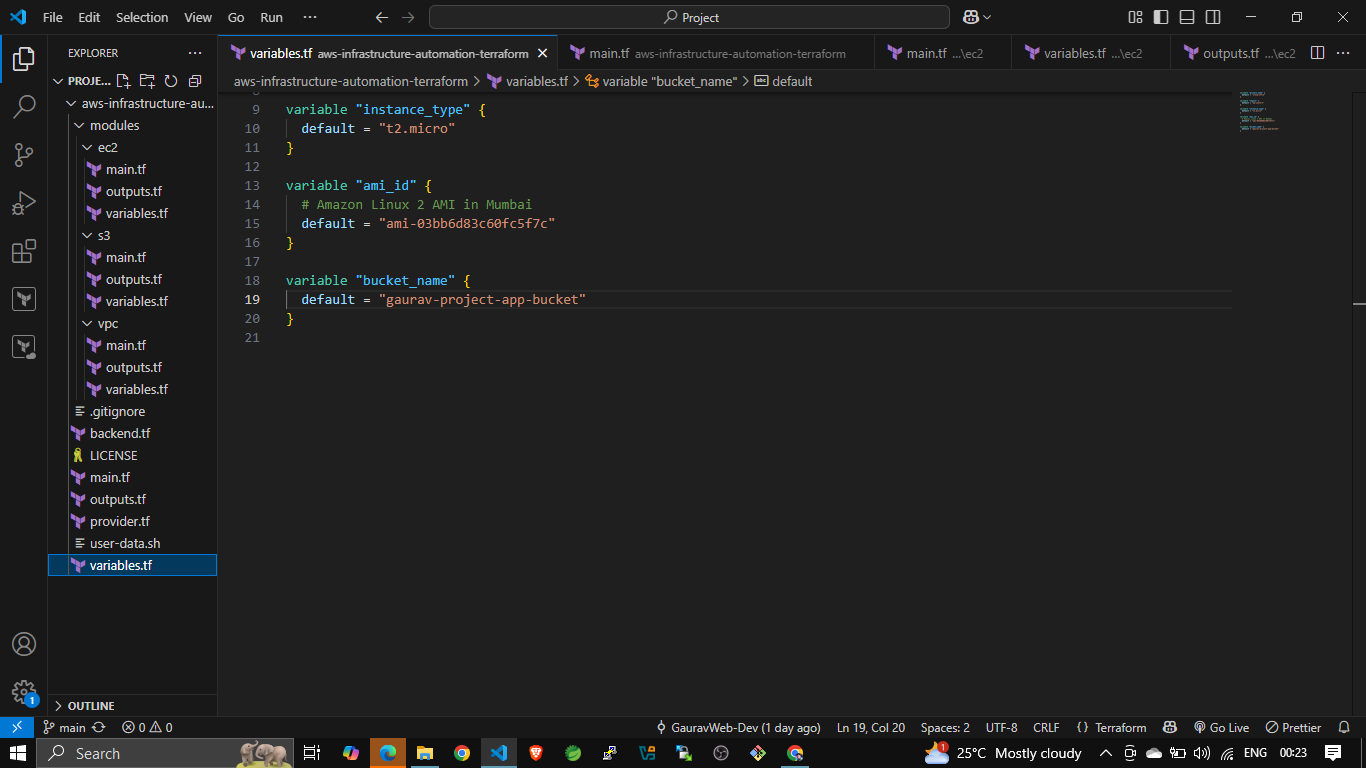 File Edit Selection View Go Run ···
Project
EXPLORER ···
variables.tf aws-infrastructure-automation-terraform
main.tf aws-infrastructure-automation-terraform
main.tf ...\ec2
variables.tf ...\ec2
outputs.tf ...\ec2
PROJE...
aws-infrastructure-automation-terraform > variables.tf > variable "bucket_name" > default
aws-infrastructure-au...
modules
ec2
main.tf
outputs.tf
variables.tf
s3
main.tf
outputs.tf
variables.tf
vpc
main.tf
outputs.tf
variables.tf
.gitignore
backend.tf
LICENSE
main.tf
outputs.tf
provider.tf
user-data.sh
variables.tf
OUTLINE
9 variable "instance_type" {
10 default = "t2.micro"
11 }
12
13 variable "ami_id" {
14 # Amazon Linux 2 AMI in Mumbai
15 default = "ami-03bb6d83c60fc5f7c"
16 }
17
18 variable "bucket_name" {
19 default = "gaurav-project-app-bucket"
20 }
21
1
main 0 0 GauravWeb-Dev (1 day ago) Ln 19, Col 20 Spaces: 2 UTF-8 CRLF {} Terraform Go Live Prettier
Search 1 25°C Mostly cloudy ENG 00:23